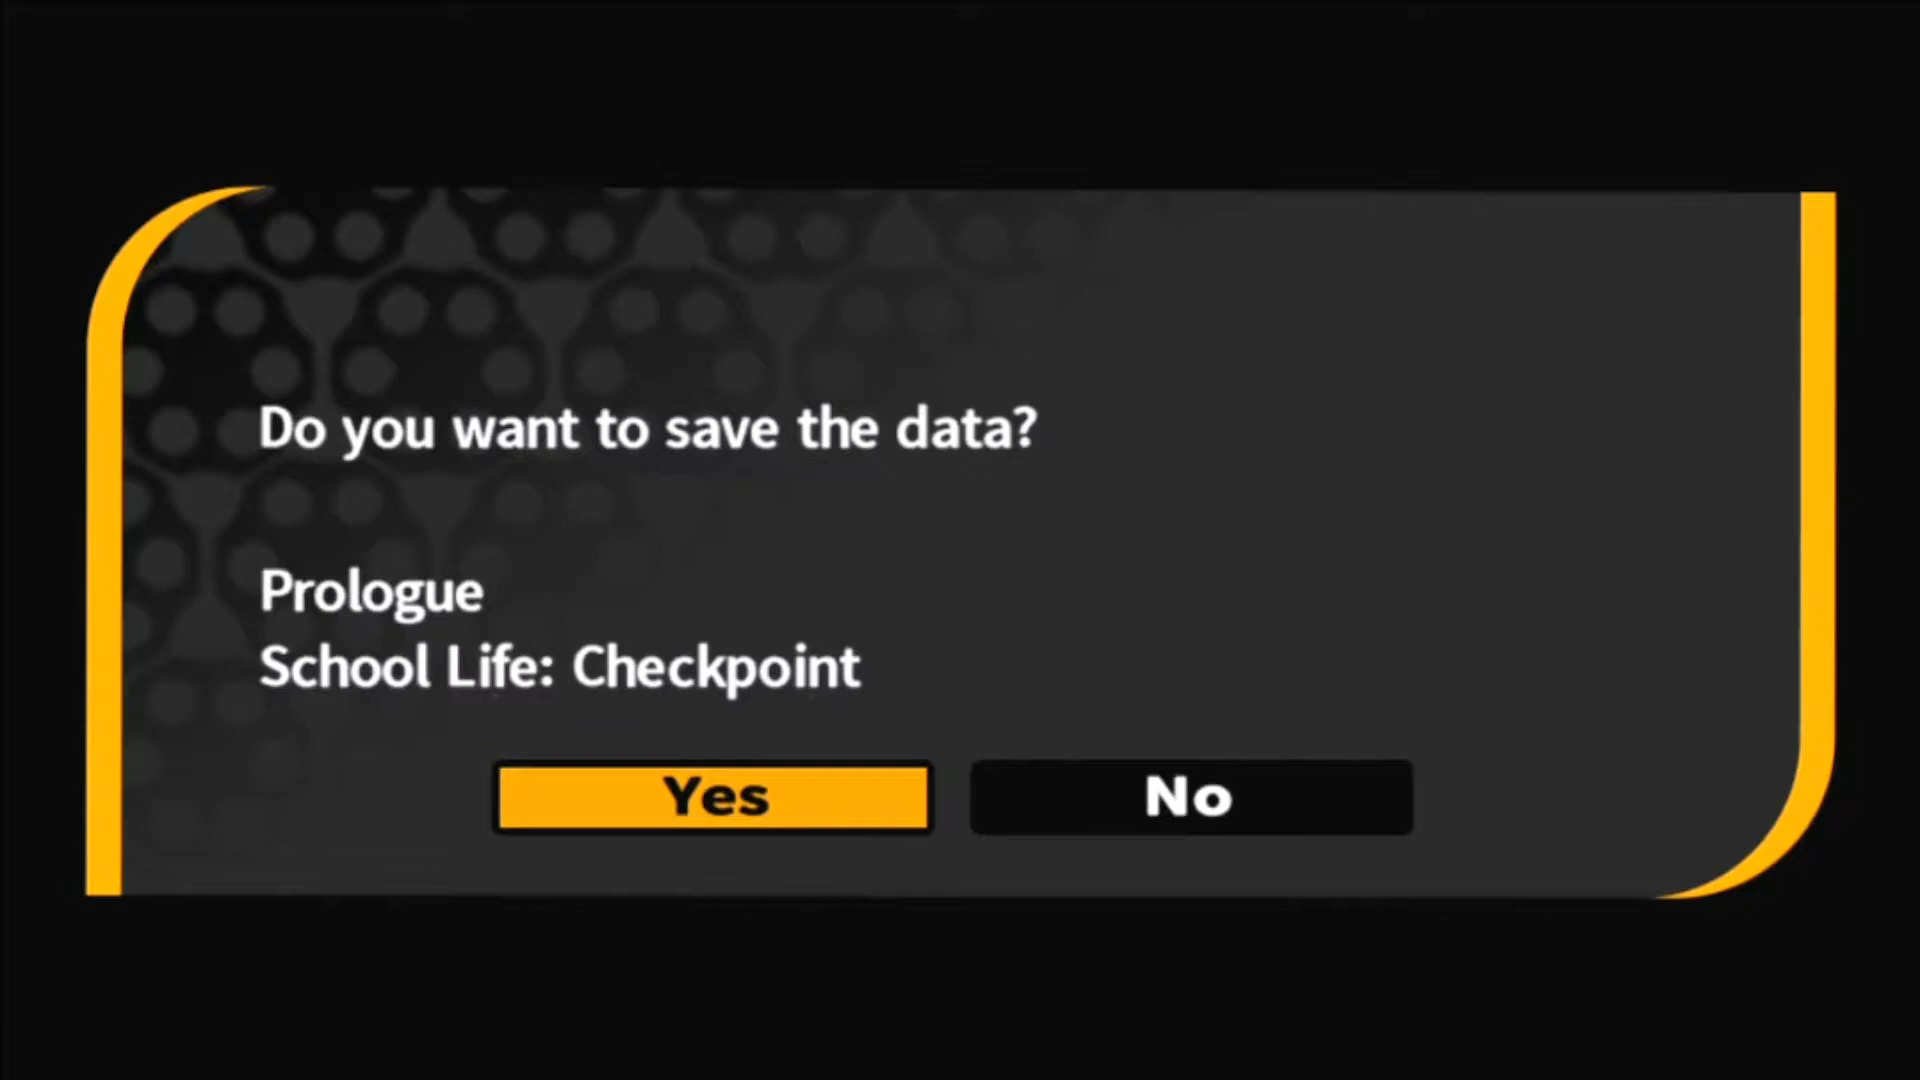 Do you want to save the data?
Prologue
School Life: Checkpoint
Yes
No